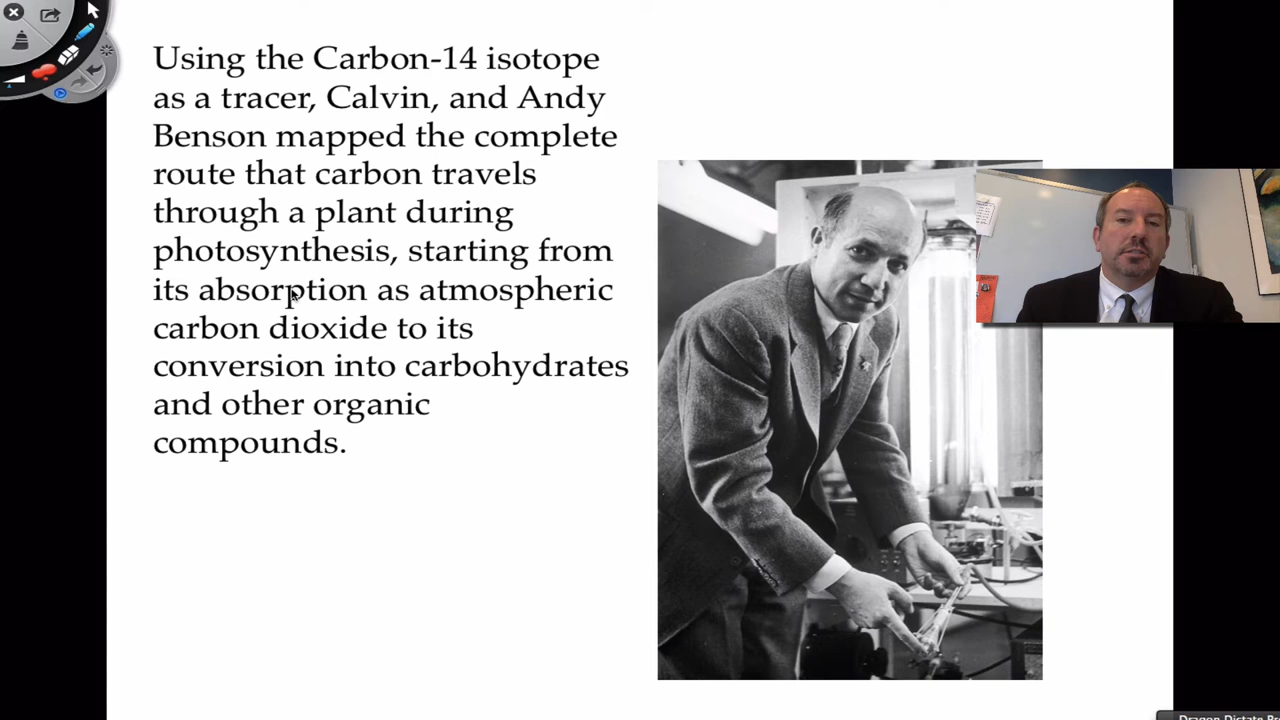 Using the Carbon-14 isotope
as a tracer, Calvin, and Andy
Benson mapped the complete
route that carbon travels
through a plant during
photosynthesis, starting from
its absorption as atmospheric
carbon dioxide to its
conversion into carbohydrates
and other organic
compounds.
Dragon Dictate